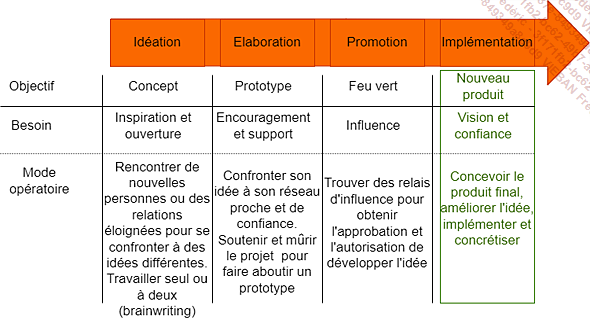 Idéation Elaboration Promotion Implémentation
Objectif Concept Prototype Feu vert Nouveau
produit
Besoin Inspiration et
ouverture
Encouragement
et support
Influence
Vision et
confiance
Mode
opératoire
Rencontrer de
nouvelles
personnes ou des
relations
éloignées pour se
confronter à des
idées différentes.
Travailler seul ou
à deux
(brainwriting)
Confronter son
idée à son réseau
proche et de
confiance.
Soutenir et mûrir
le projet pour
faire aboutir un
prototype
Trouver des relais
d'influence pour
obtenir
l'approbation et
l'autorisation de
développer l'idée
Concevoir le
produit final,
améliorer l'idée,
implémenter et
concrétiser